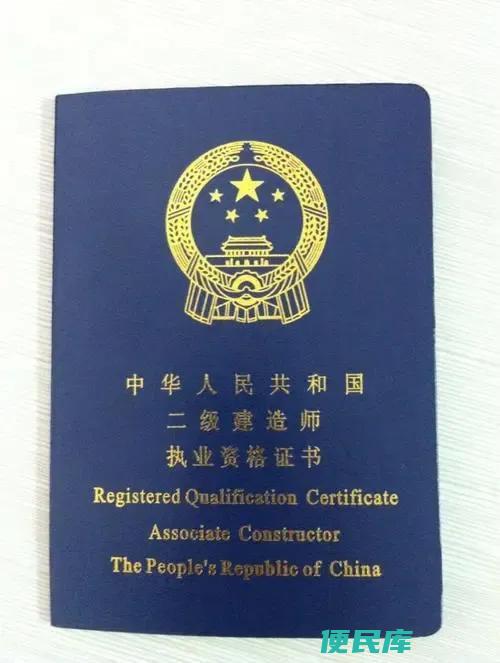 中华人民共和国
二级建造师
执业资格证书
Registered Qualification Certificate
Associate Constructor
The People's Republic of China
便民库